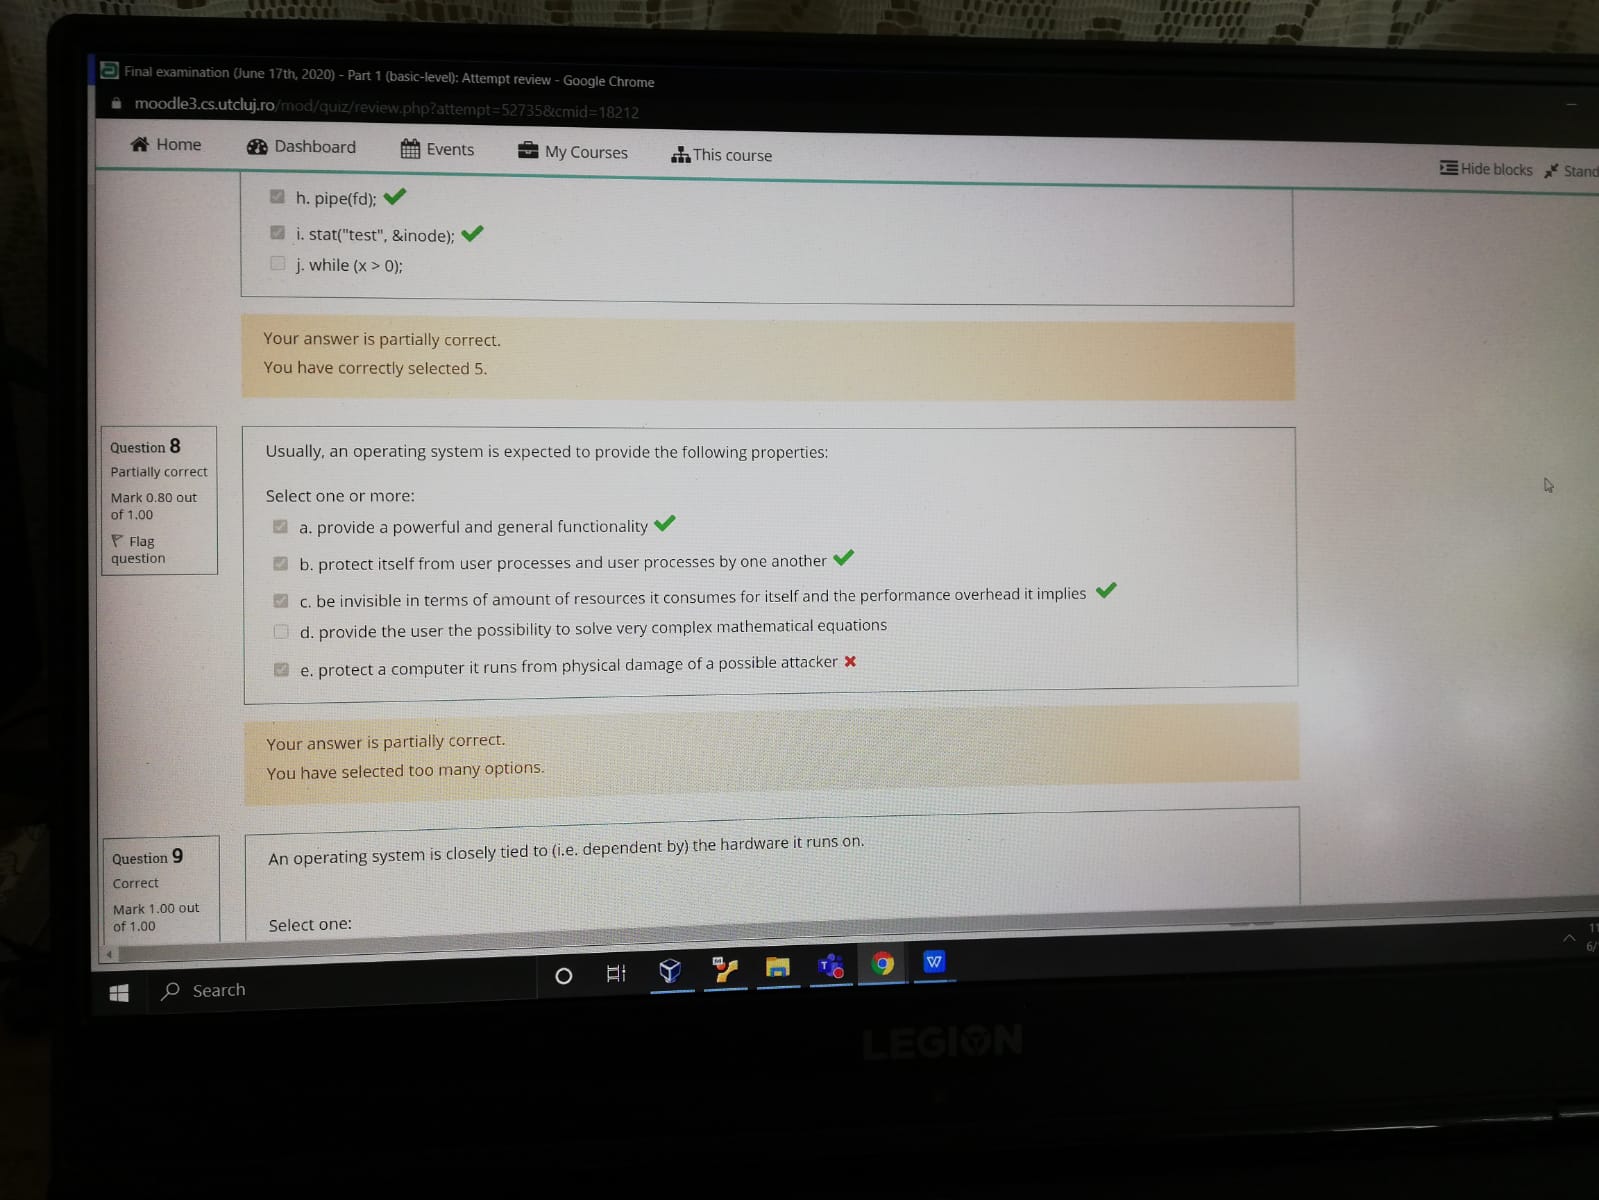 Final examination (June 17th, 2020) - Part 1 (basic-level): Attempt review - Google Chrome
moodle3.cs.utcluj.ro/mod/quiz/review.php?attempt=52735&cmid=18212
Home Dashboard Events My Courses This course
Hide blocks Stand
h. pipe(fd);
i. stat("test", &inode);
j. while (x > 0);
Your answer is partially correct.
You have correctly selected 5.
Question 8
Partially correct
Mark 0.80 out
of 1.00
Flag
question
Usually, an operating system is expected to provide the following properties:
Select one or more:
a. provide a powerful and general functionality
b. protect itself from user processes and user processes by one another
c. be invisible in terms of amount of resources it consumes for itself and the performance overhead it implies
d. provide the user the possibility to solve very complex mathematical equations
e. protect a computer it runs from physical damage of a possible attacker
Your answer is partially correct.
You have selected too many options.
Question 9
Correct
Mark 1.00 out
of 1.00
An operating system is closely tied to (i.e. dependent by) the hardware it runs on.
Select one:
Search
11
6/
LEGION